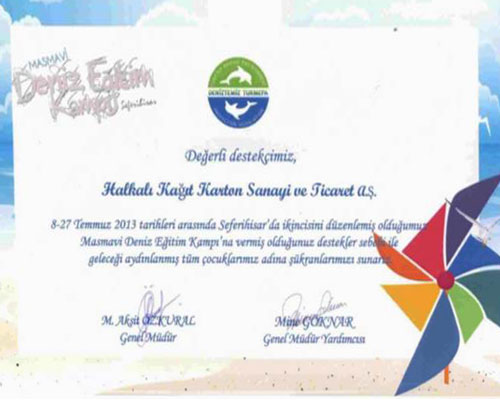 MASMAVİ
Deniz Eğitim
Kampı Seferihisar
DENİZTEMİZ TURMEPA
Değerli destekçimiz,
Halkalı Kağıt Karton Sanayi ve Ticaret A.Ş.
8-27 Temmuz 2013 tarihleri arasında Seferihisar'da ikincisini düzenlemiş olduğumuz
Masmavi Deniz Eğitim Kampı'na vermiş olduğunuz destekler sebebi ile
geleceği aydınlanmış tüm çocuklarımız adına şükranlarımızı sunarız.
M. Akşit ÖZKURAL
Genel Müdür
Mine GÖKNAR
Genel Müdür Yardımcısı